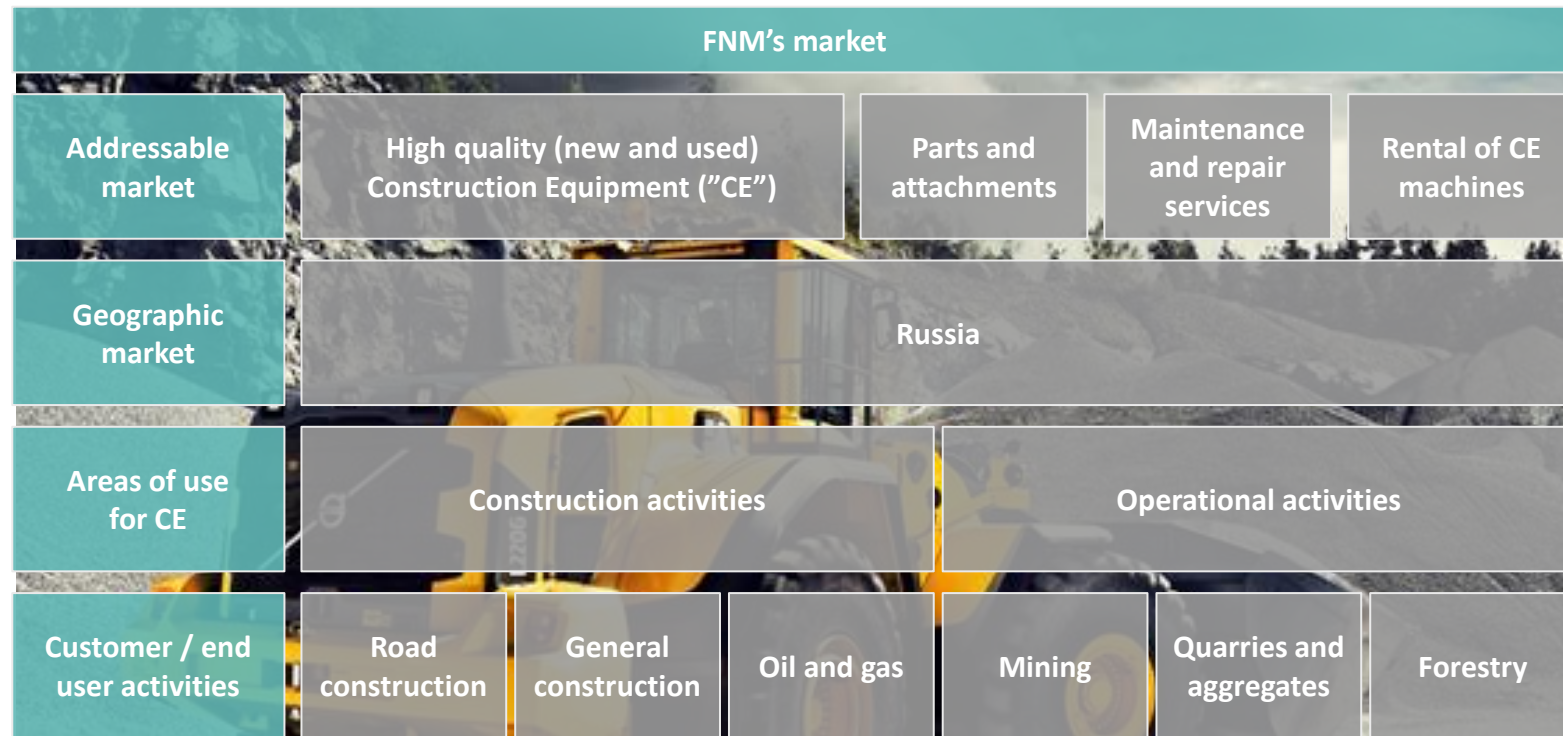 FNM’s market
Addressable
market
High quality (new and used)
Construction Equipment (”CE”)
Parts and
attachments
Maintenance
and repair
services
Rental of CE
machines
Geographic
market
Russia
Areas of use
for CE
Construction activities
Operational activities
L220G
Customer / end
user activities
Road
construction
General
construction
Oil and gas
Mining
Quarries and
aggregates
Forestry